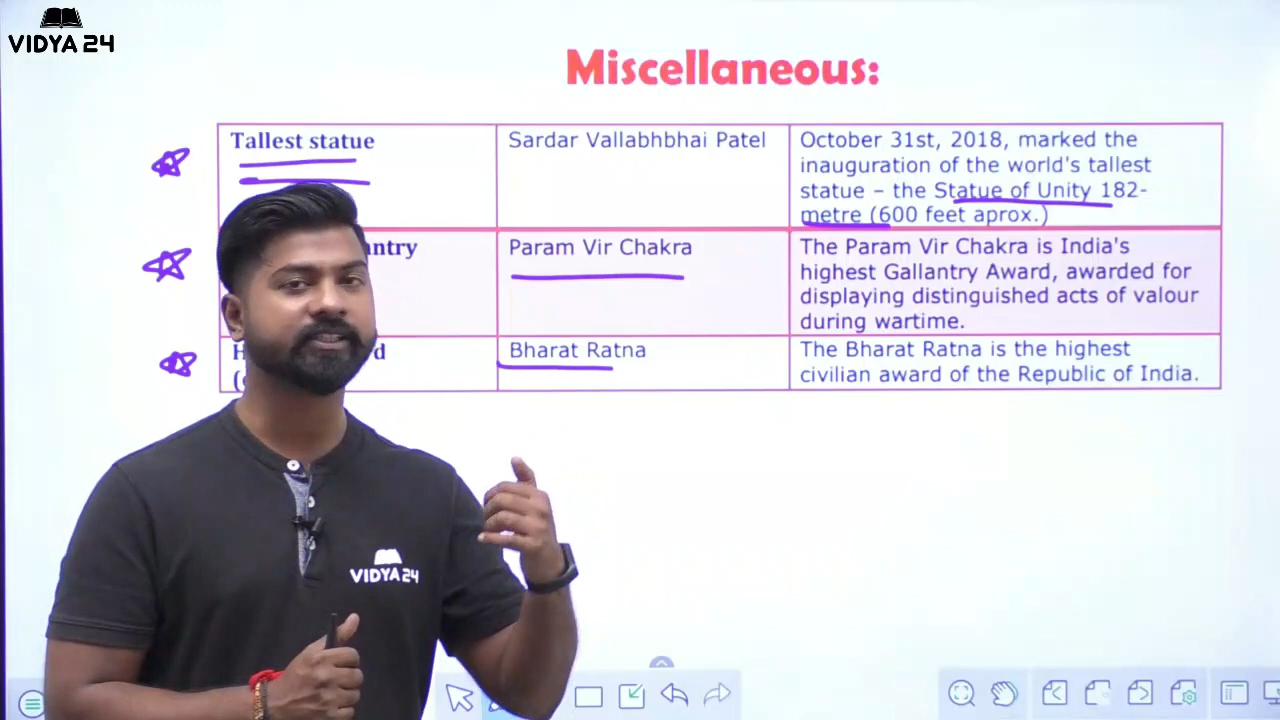 VIDYA 24
Miscellaneous:
Tallest statue
Sardar Vallabhbhai Patel
October 31st, 2018, marked the
inauguration of the world's tallest
statue – the Statue of Unity 182-
metre (600 feet aprox.)
Param Vir Chakra
The Param Vir Chakra is India's
highest Gallantry Award, awarded for
displaying distinguished acts of valour
during wartime.
Bharat Ratna
The Bharat Ratna is the highest
civilian award of the Republic of India.
VIDYA 24